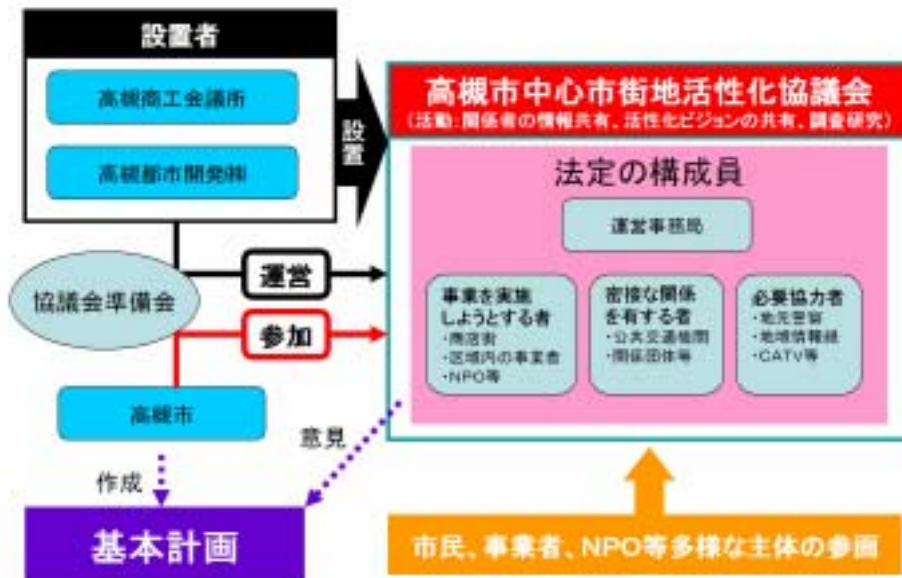 設置者
高槻商工会議所
高槻都市開発㈱
設置
高槻市中心市街地活性化協議会
(活動:関係者の情報共有、活性化ビジョンの共有、調査研究)
法定の構成員
運営事務局
協議会準備会
運営
参加
事業を実施
しようとする者
・商店街
・区域内の事業者
・NPO等
密接な関係
を有する者
・公共交通機関
・関係団体等
必要協力者
・地元警察
・地域情報紙
・CATV等
高槻市
作成
意見
基本計画
市民、事業者、NPO等多様な主体の参画